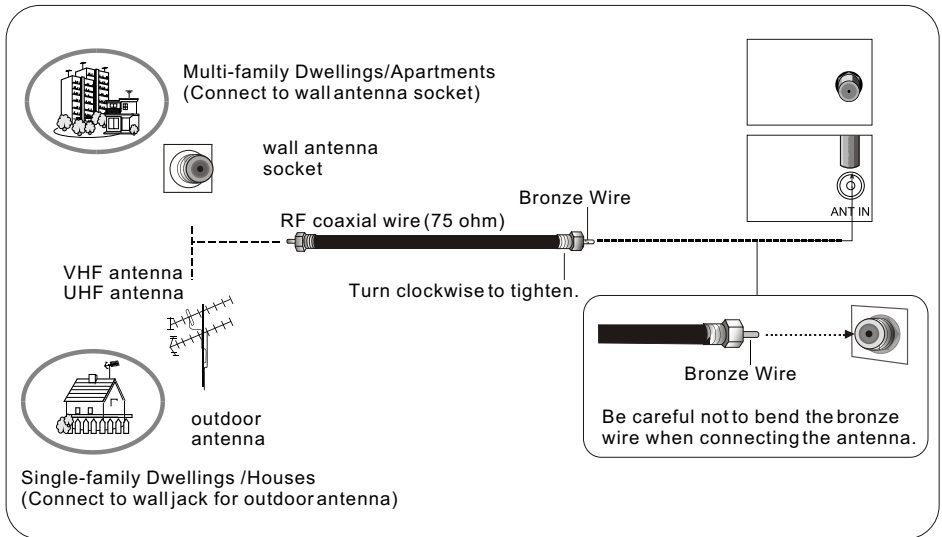 Multi-family Dwellings/Apartments
(Connect to wall antenna socket)
wall antenna
socket
Bronze Wire
ANT IN
RF coaxial wire (75 ohm)
VHF antenna
UHF antenna
Turn clockwise to tighten.
Bronze Wire
outdoor
antenna
Be careful not to bend the bronze
wire when connecting the antenna.
Single-family Dwellings /Houses
(Connect to wall jack for outdoor antenna)